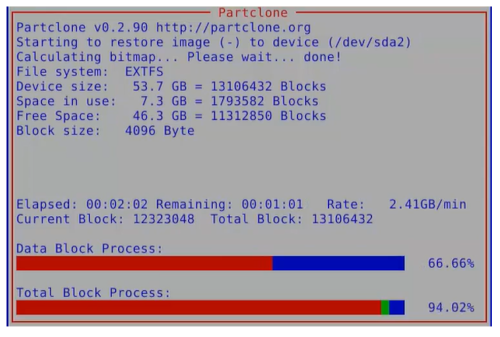 Partclone
Partclone v0.2.90 http://partclone.org
Starting to restore image (-) to device (/dev/sda2)
Calculating bitmap... Please wait... done!
File system:  EXTFS
Device size:   53.7 GB = 13106432 Blocks
Space in use:   7.3 GB = 1793582 Blocks
Free Space:    46.3 GB = 11312850 Blocks
Block size:   4096 Byte
Elapsed: 00:02:02 Remaining: 00:01:01   Rate:   2.41GB/min
Current Block: 12323048  Total Block: 13106432
Data Block Process:
66.66%
Total Block Process:
94.02%